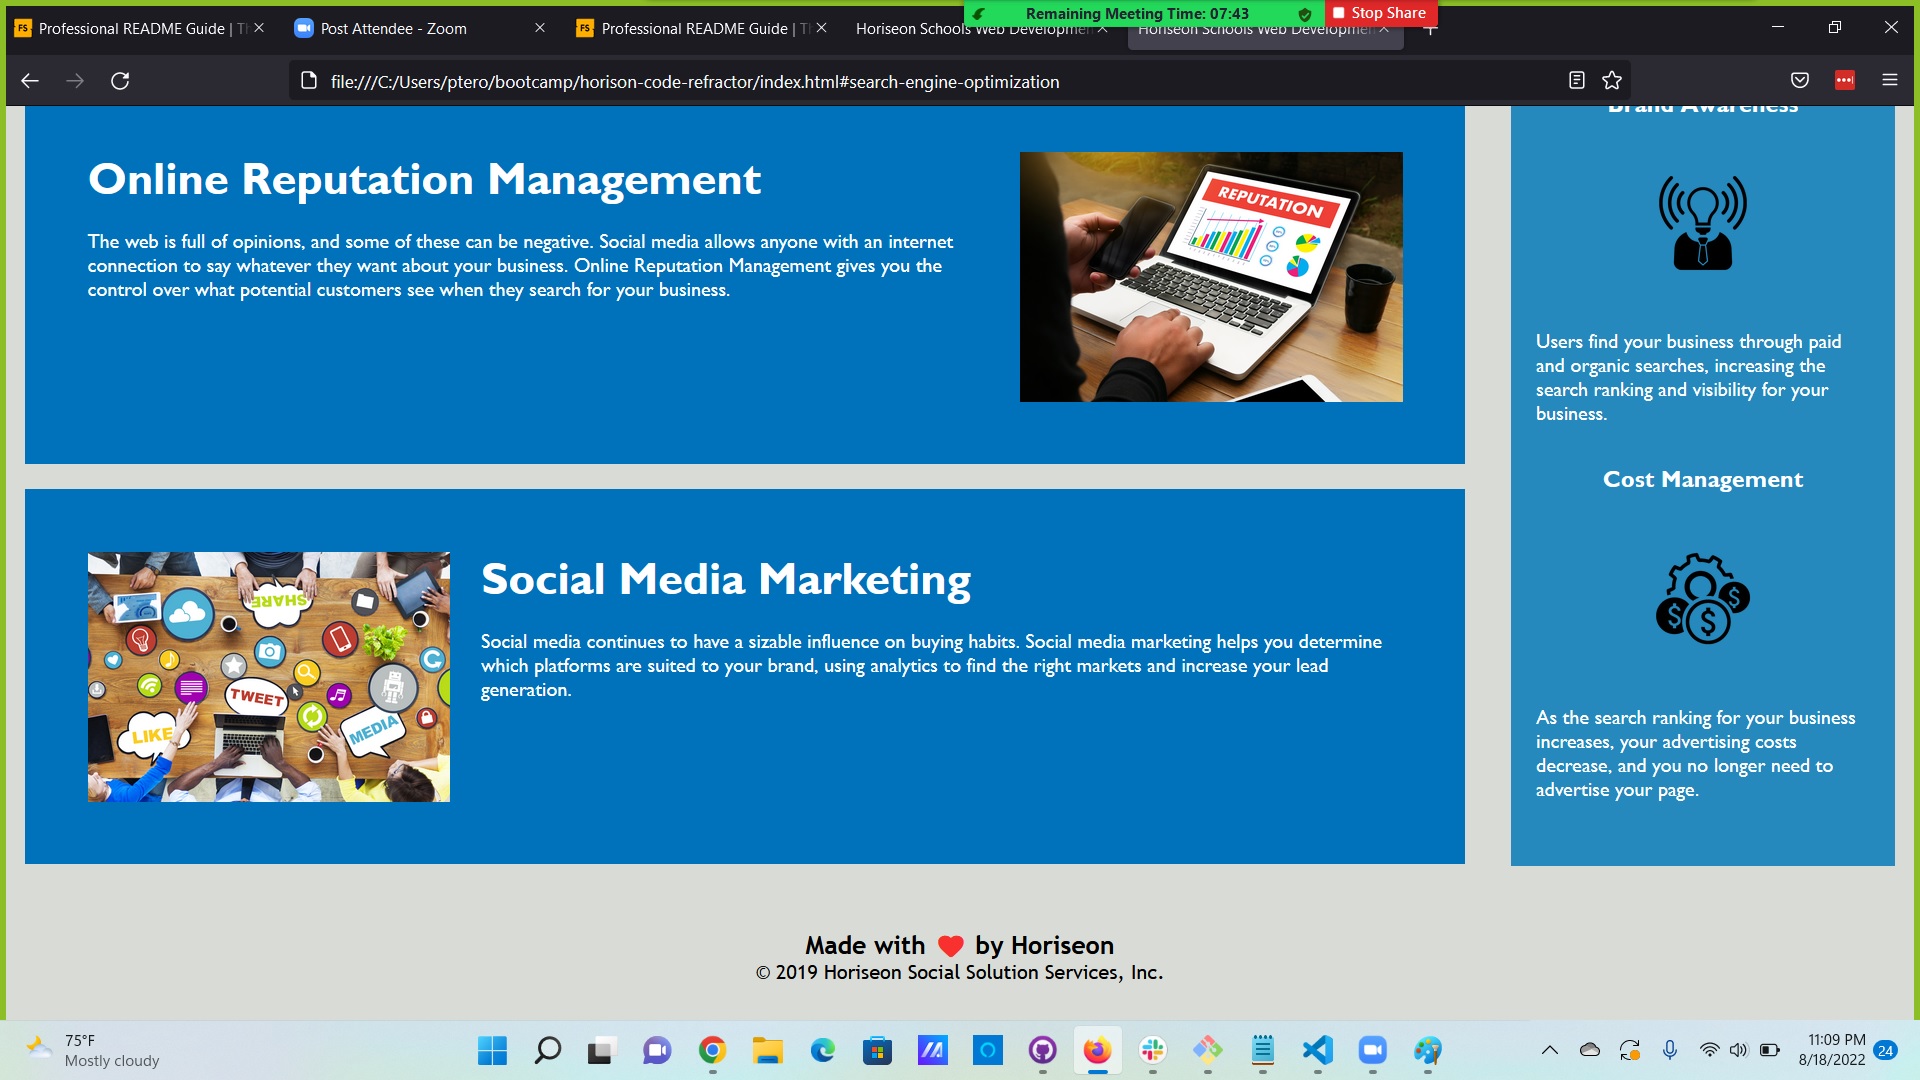 Remaining Meeting Time: 07:43
Stop Share
Professional README Guide | Th
Post Attendee - Zoom
Professional README Guide | Th
Horiseon Schools Web Developmen
Horiseon Schools Web Developmen
file:///C:/Users/ptero/bootcamp/horison-code-refractor/index.html#search-engine-optimization
Online Reputation Management
The web is full of opinions, and some of these can be negative. Social media allows anyone with an internet
connection to say whatever they want about your business. Online Reputation Management gives you the
control over what potential customers see when they search for your business.
REPUTATION
Social Media Marketing
Social media continues to have a sizable influence on buying habits. Social media marketing helps you determine
which platforms are suited to your brand, using analytics to find the right markets and increase your lead
generation.
SHARE
TWEET
LIKE
MEDIA
Brand Awareness
Users find your business through paid
and organic searches, increasing the
search ranking and visibility for your
business.
Cost Management
$ $ $
As the search ranking for your business
increases, your advertising costs
decrease, and you no longer need to
advertise your page.
Made with ❤️ by Horiseon
© 2019 Horiseon Social Solution Services, Inc.
75°F
Mostly cloudy
11:09 PM
8/18/2022
24